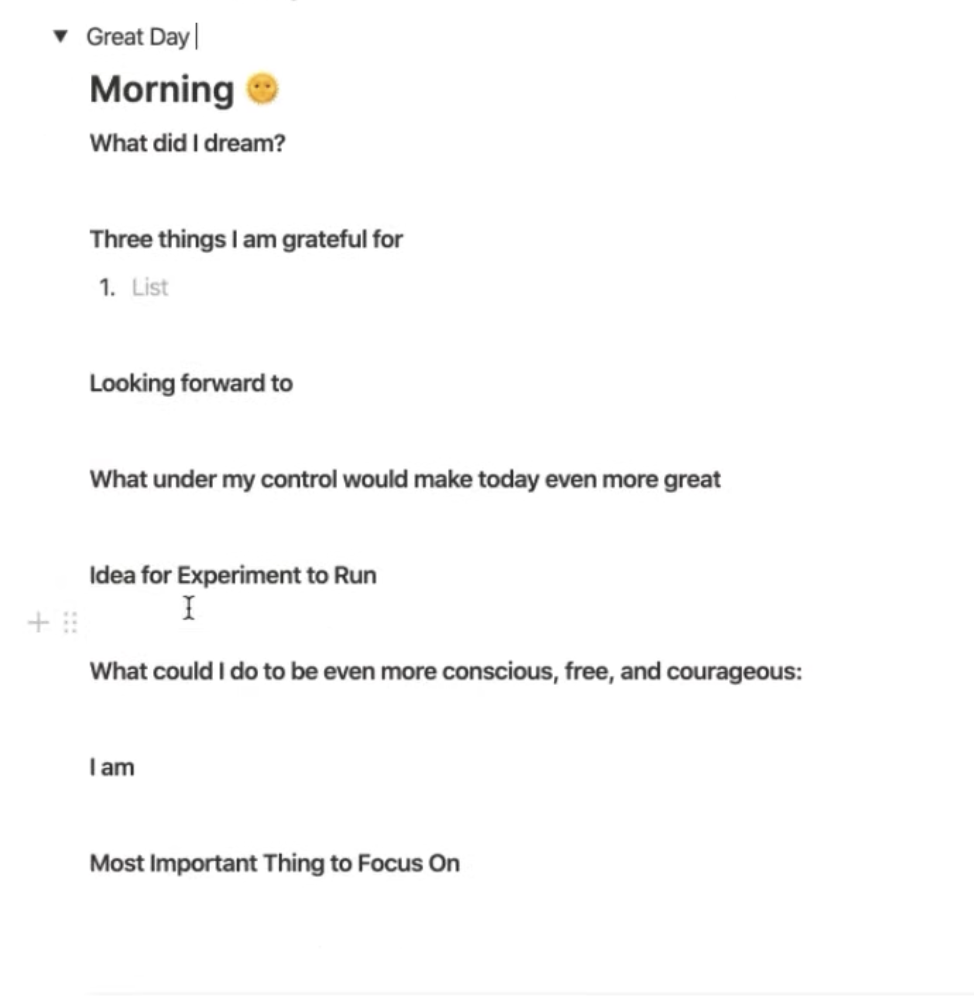 Great Day
Morning 🌞
What did I dream?
Three things I am grateful for
1. List
Looking forward to
What under my control would make today even more great
Idea for Experiment to Run
What could I do to be even more conscious, free, and courageous:
I am
Most Important Thing to Focus On